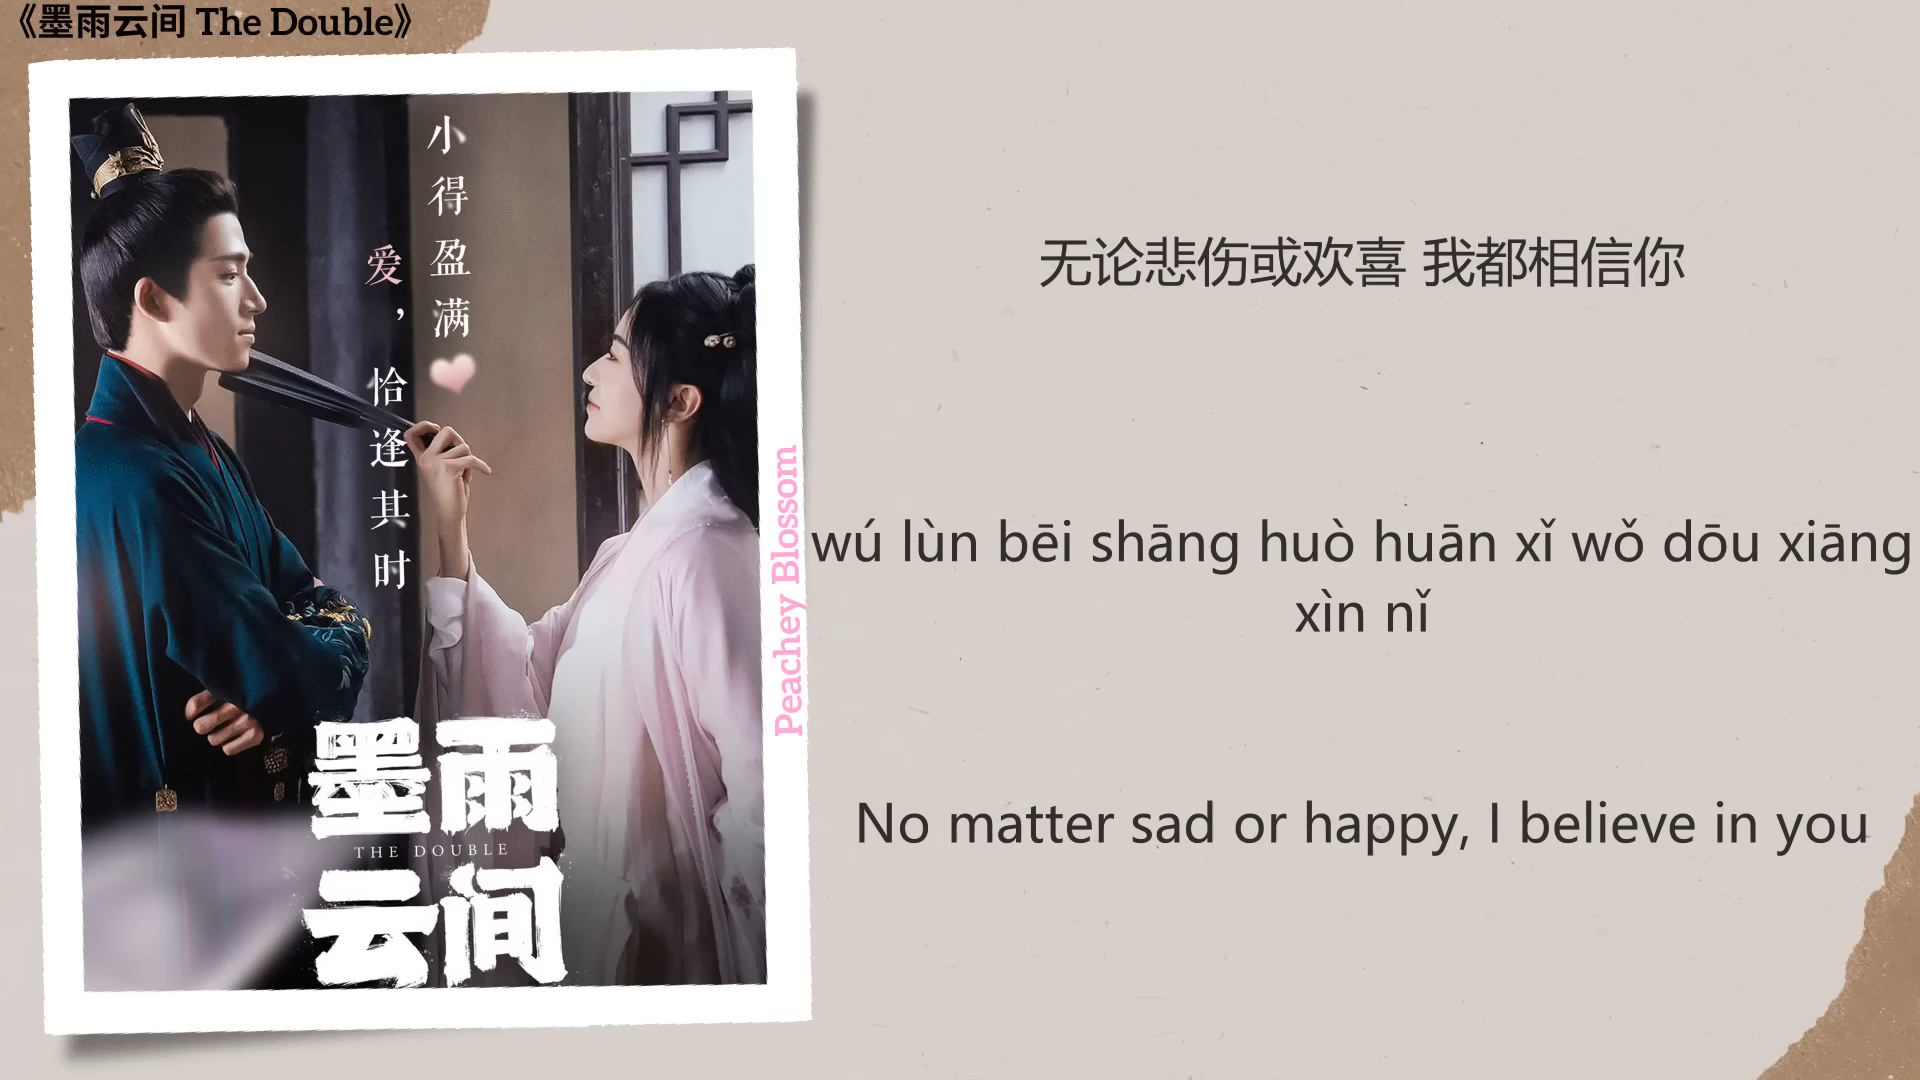 《墨雨云间 The Double》
小得盈满
爱，恰逢其时
墨雨
THE DOUBLE
云间
Peachey Blossom
无论悲伤或欢喜 我都相信你
wú lùn bēi shāng huò huān xǐ wǒ dōu xiāng
xìn nǐ
No matter sad or happy, I believe in you